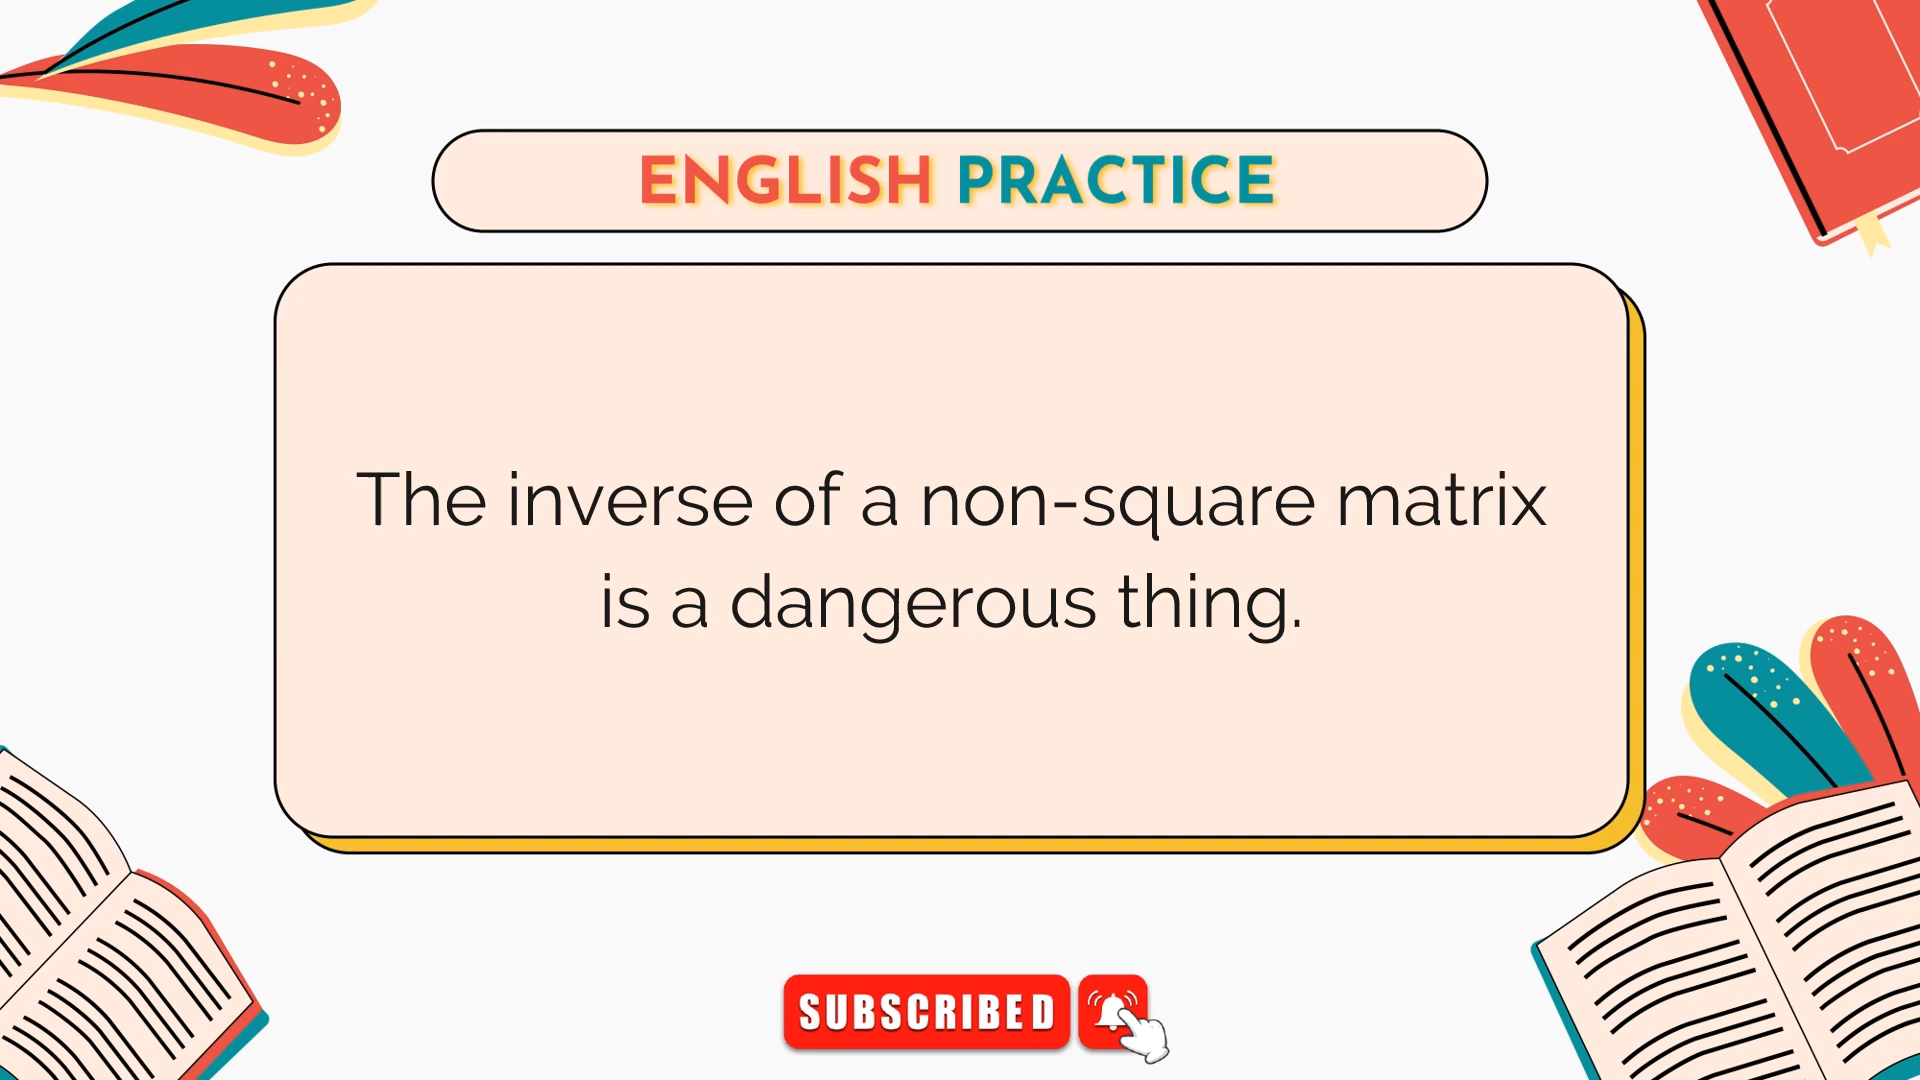 ENGLISH PRACTICE
The inverse of a non-square matrix
is a dangerous thing.
SUBSCRIBED